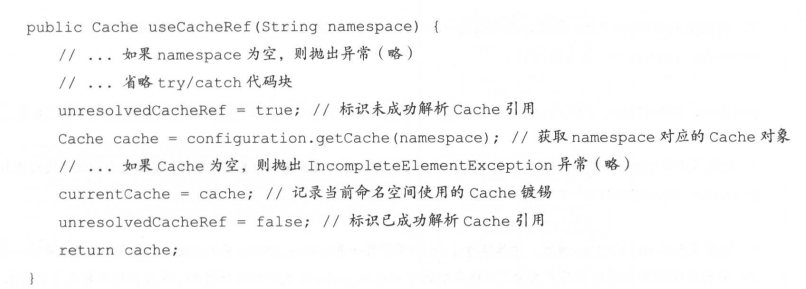 public Cache useCacheRef(String namespace) {
// ... 如果 namespace 为空，则抛出异常（略）
// ... 省略 try/catch 代码块
unresolvedCacheRef = true; // 标识未成功解析 Cache 引用
Cache cache = configuration.getCache(namespace); // 获取 namespace 对应的 Cache 对象
// ... 如果 Cache 为空，则抛出 IncompleteElementException 异常（略）
currentCache = cache; // 记录当前命名空间使用的 Cache 镀锡
unresolvedCacheRef = false; // 标识已成功解析 Cache 引用
return cache;
}